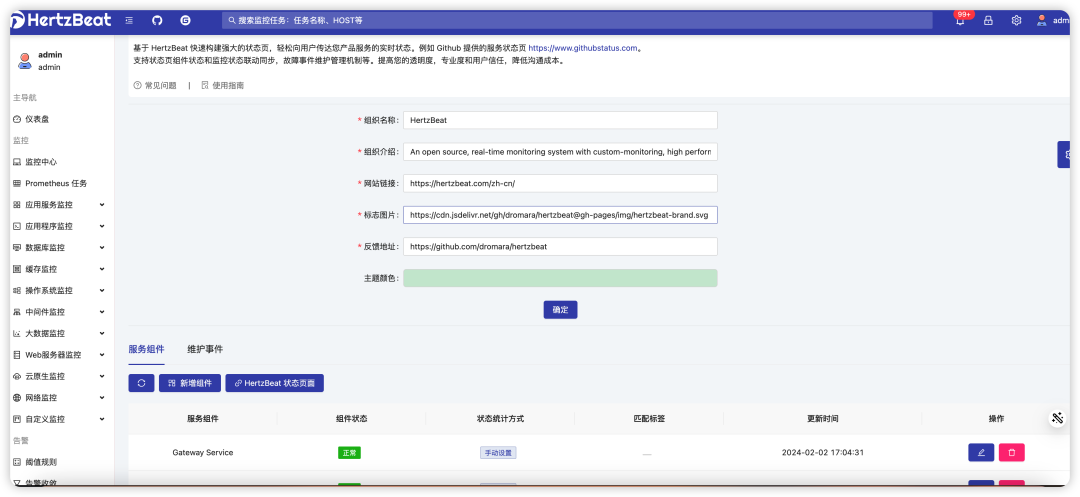 HertzBeat
搜索监控任务：任务名称、HOST等
99+
adm
admin
admin
主导航
仪表盘
监控
监控中心
Prometheus 任务
应用服务监控
应用程序监控
数据库监控
缓存监控
操作系统监控
中间件监控
大数据监控
Web服务器监控
云原生监控
网络监控
自定义监控
告警
阈值规则
告警收敛
基于 HertzBeat 快速构建强大的状态页，轻松向用户传达您产品服务的实时状态。例如 Github 提供的服务状态页 https://www.githubstatus.com。
支持状态页组件状态和监控状态联动同步，故障事件维护管理机制等。提高您的透明度，专业度和用户信任，降低沟通成本。
常见问题 | 使用指南
* 组织名称： HertzBeat
* 组织介绍： An open source, real-time monitoring system with custom-monitoring, high perforn
* 网站链接： https://hertzbeat.com/zh-cn/
* 标志图片： https://cdn.jsdelivr.net/gh/dromara/hertzbeat@gh-pages/img/hertzbeat-brand.svg
* 反馈地址： https://github.com/dromara/hertzbeat
主题颜色：
确定
服务组件 维护事件
新增组件 HertzBeat 状态页面
服务组件 组件状态 状态统计方式 匹配标签 更新时间 操作
Gateway Service 正常 手动设置 __ 2024-02-02 17:04:31